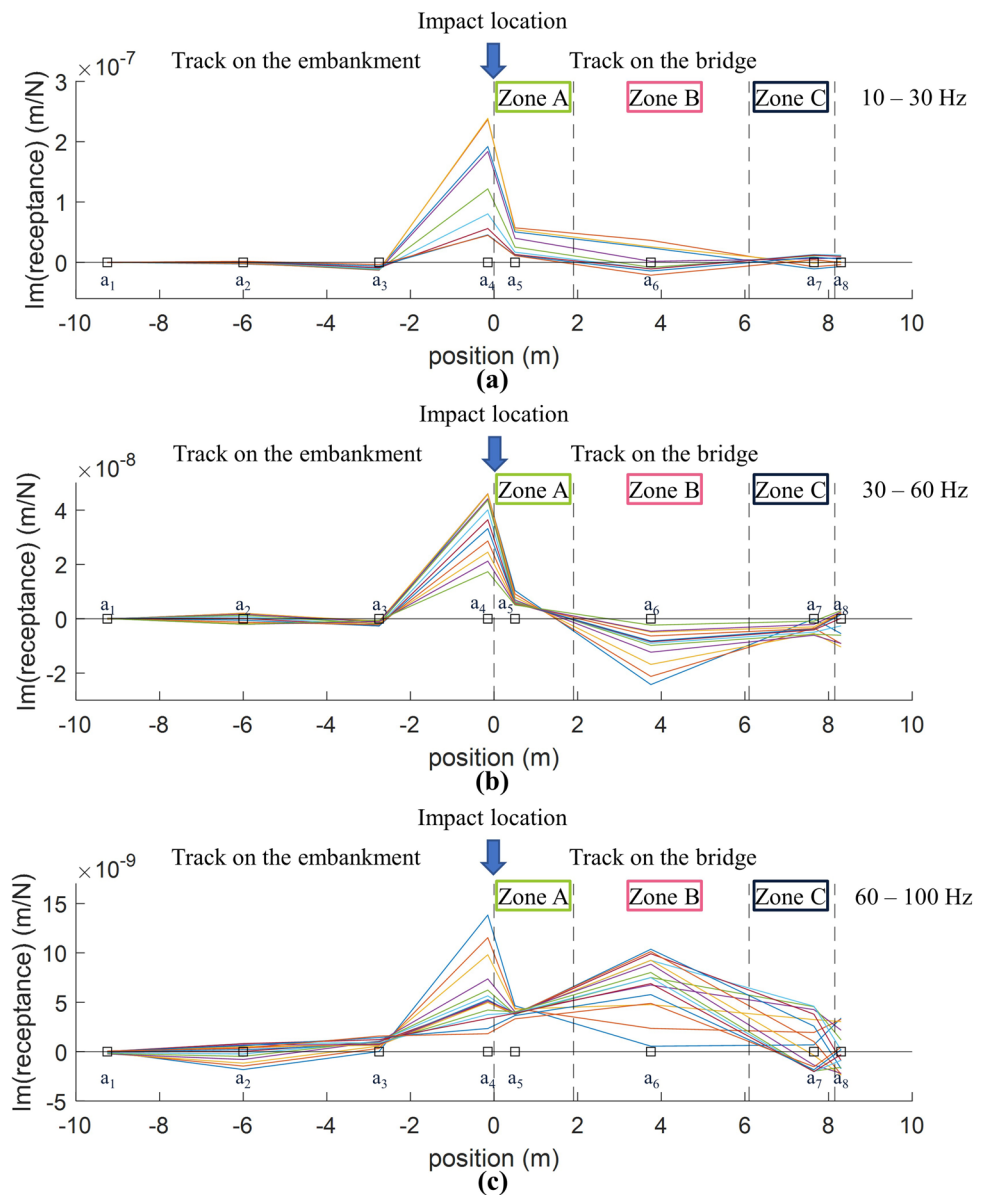 Impact location
Track on the embankment Track on the bridge
×10⁻⁷
3
Zone A Zone B Zone C 10 – 30 Hz
2
1
0
Im(receptance) (m/N)
a₁ a₂ a₃ a₄ a₅ a₆ a₇ a₈
-10 -8 -6 -4 -2 0 2 4 6 8 10
position (m)
(a)
Impact location
Track on the embankment Track on the bridge
×10⁻⁸
Zone A Zone B Zone C 30 – 60 Hz
4
2
a₁ a₂ a₃ a₄ a₅ a₆ a₇ a₈
0
-2
Im(receptance) (m/N)
-10 -8 -6 -4 -2 0 2 4 6 8 10
position (m)
(b)
Impact location
Track on the embankment Track on the bridge
×10⁻⁹
15
Zone A Zone B Zone C 60 – 100 Hz
10
5
0
Im(receptance) (m/N)
a₁ a₂ a₃ a₄ a₅ a₆ a₇ a₈
-5
-10 -8 -6 -4 -2 0 2 4 6 8 10
position (m)
(c)